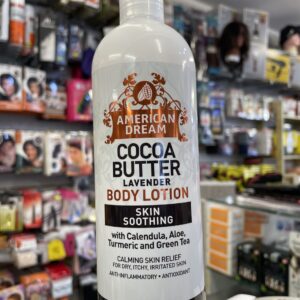 AMERICAN
DREAM
COCOA
BUTTER
LAVENDER
BODY LOTION
SKIN
SOOTHING
with Calendula, Aloe,
Turmeric and Green Tea
CALMING SKIN RELIEF
FOR DRY, ITCHY, IRRITATED SKIN
ANTI-INFLAMMATORY • ANTIOXIDANT